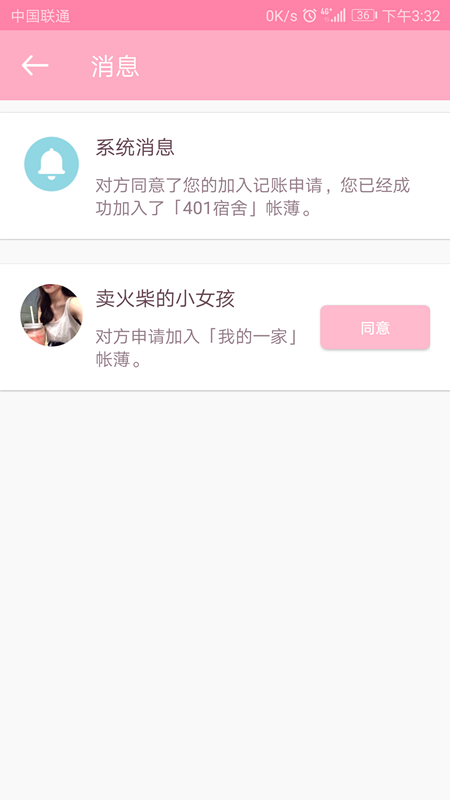 中国联通 0K/s 4G+ 36 下午3:32
消息
系统消息
对方同意了您的加入记账申请，您已经成
功加入了「401宿舍」帐薄。
卖火柴的小女孩
对方申请加入「我的一家」
帐薄。
同意